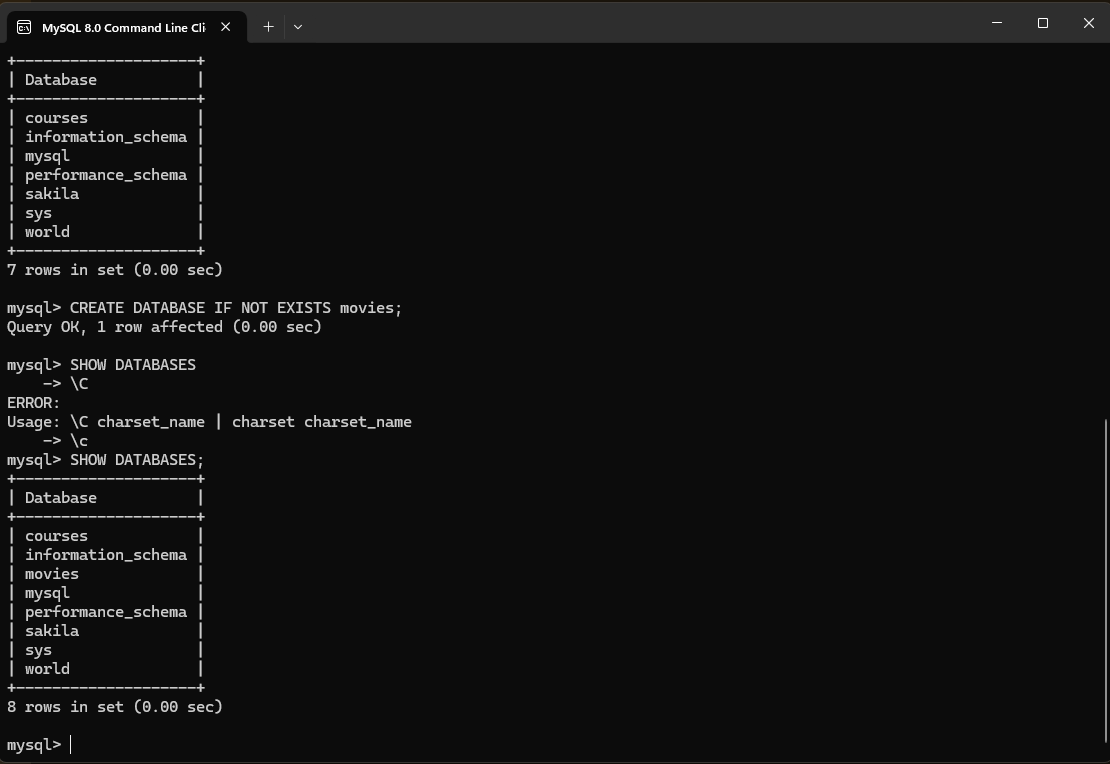 MySQL 8.0 Command Line Cli
+--------------------+
| Database           |
+--------------------+
| courses            |
| information_schema |
| mysql              |
| performance_schema |
| sakila             |
| sys                |
| world              |
+--------------------+
7 rows in set (0.00 sec)
mysql> CREATE DATABASE IF NOT EXISTS movies;
Query OK, 1 row affected (0.00 sec)
mysql> SHOW DATABASES
    -> \C
ERROR:
Usage: \C charset_name | charset charset_name
    -> \c
mysql> SHOW DATABASES;
+--------------------+
| Database           |
+--------------------+
| courses            |
| information_schema |
| movies             |
| mysql              |
| performance_schema |
| sakila             |
| sys                |
| world              |
+--------------------+
8 rows in set (0.00 sec)
mysql>